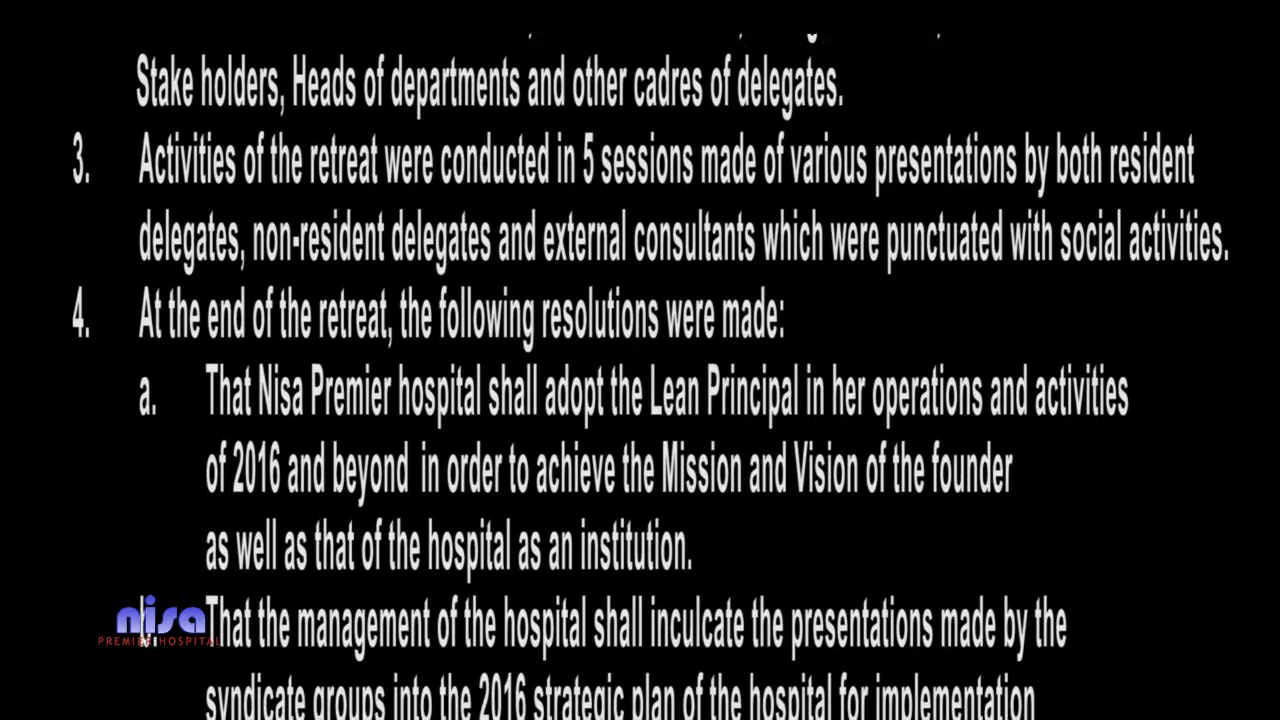 Stake holders, Heads of departments and other cadres of delegates.
3. Activities of the retreat were conducted in 5 sessions made of various presentations by both resident
delegates, non-resident delegates and external consultants which were punctuated with social activities.
4. At the end of the retreat, the following resolutions were made:
a. That Nisa Premier hospital shall adopt the Lean Principal in her operations and activities
of 2016 and beyond in order to achieve the Mission and Vision of the founder
as well as that of the hospital as an institution.
That the management of the hospital shall inculcate the presentations made by the
syndicate groups into the 2016 strategic plan of the hospital for implementation
nisa
PREMIER HOSPITAL